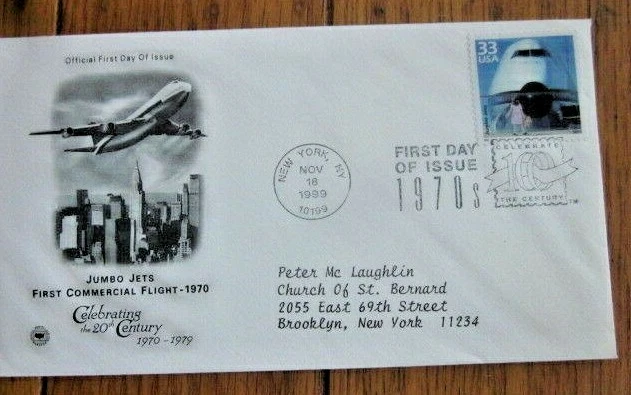 Official First Day Of Issue
33
USA
NEW YORK, NY
NOV
18
1999
10199
FIRST DAY
OF ISSUE
1970s
CELEBRATE
100
THE CENTURY
TM
JUMBO JETS
FIRST COMMERCIAL FLIGHT-1970
Celebrating
the 20th Century
1970-1979
Peter Mc Laughlin
Church Of St. Bernard
2055 East 69th Street
Brooklyn, New York 11234